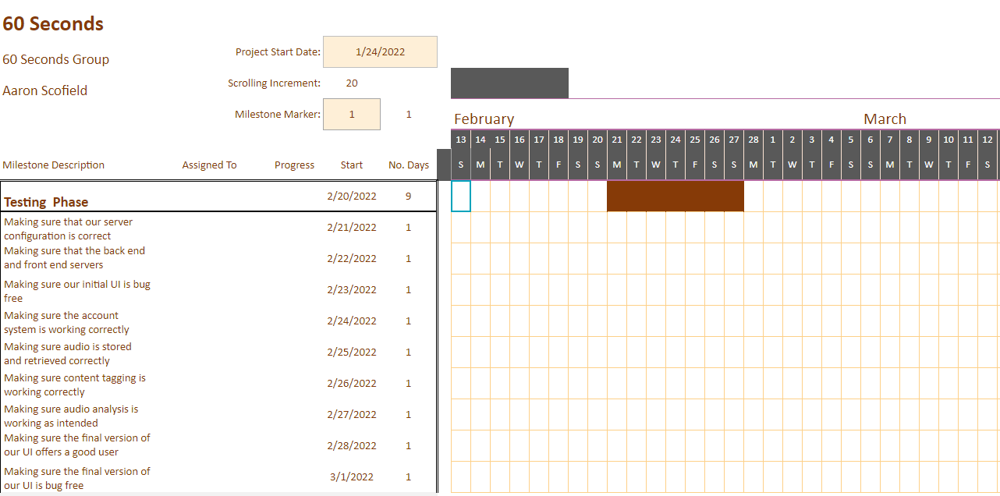 60 Seconds
60 Seconds Group
Project Start Date: 1/24/2022
Aaron Scofield
Scrolling Increment: 20
Milestone Marker: 1 1
February March
13 14 15 16 17 18 19 20 21 22 23 24 25 26 27 28 1 2 3 4 5 6 7 8 9 10 11 12
Milestone Description Assigned To Progress Start No. Days S M T W T F S S M T W T F S S M T W T F S S M T W T F S
Testing Phase 2/20/2022 9
Making sure that our server
configuration is correct 2/21/2022 1
Making sure that the back end
and front end servers 2/22/2022 1
Making sure our initial UI is bug
free 2/23/2022 1
Making sure the account
system is working correctly 2/24/2022 1
Making sure audio is stored
and retrieved correctly 2/25/2022 1
Making sure content tagging is
working correctly 2/26/2022 1
Making sure audio analysis is
working as intended 2/27/2022 1
Making sure the final version of
our UI offers a good user 2/28/2022 1
Making sure the final version of
our UI is bug free 3/1/2022 1